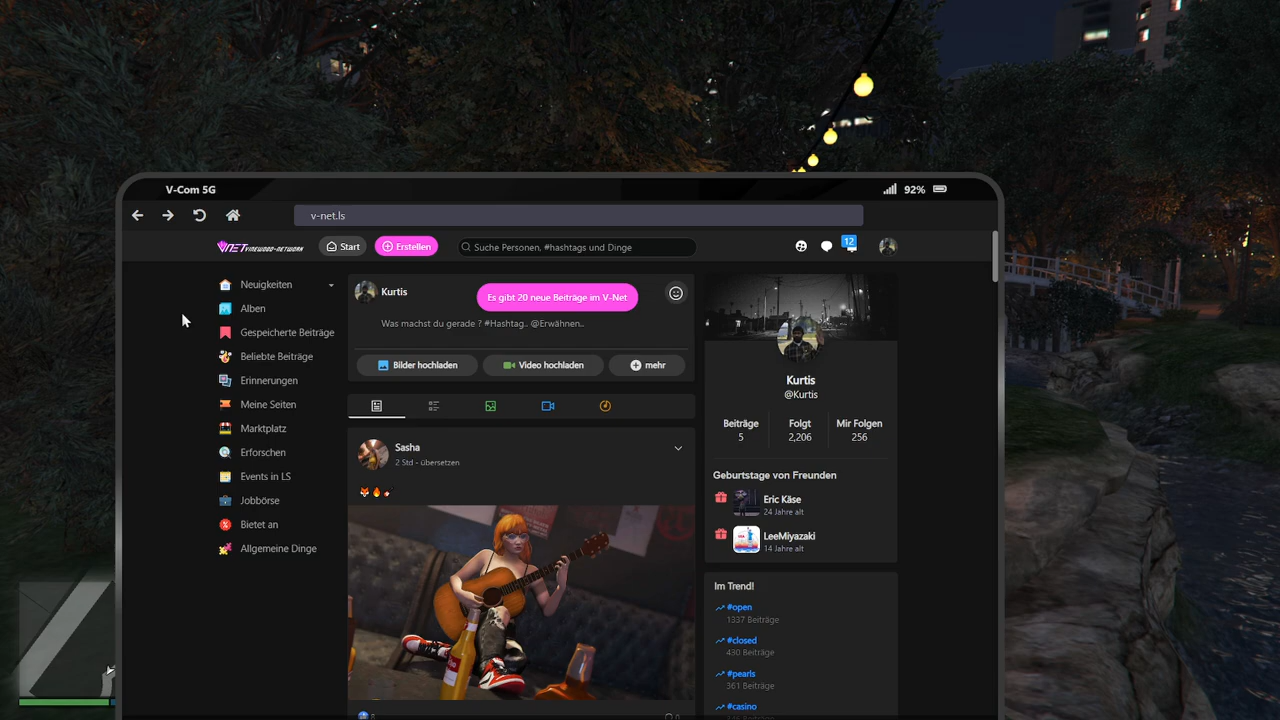 V-Com 5G
92%
v-net.ls
VNET VINEWOOD-NETWORK
Start
Erstellen
Suche Personen, #hashtags und Dinge
12
Neuigkeiten
Alben
Gespeicherte Beiträge
Beliebte Beiträge
Erinnerungen
Meine Seiten
Marktplatz
Erforschen
Events in LS
Jobbörse
Bietet an
Allgemeine Dinge
Kurtis
Es gibt 20 neue Beiträge im V-Net
Was machst du gerade ? #Hashtag.. @Erwähnen..
Bilder hochladen
Video hochladen
mehr
Sasha
2 Std - übersetzen
Kurtis
@Kurtis
Beiträge Folgt Mir Folgen
5 2,206 256
Geburtstage von Freunden
Eric Käse
24 Jahre alt
LeeMiyazaki
14 Jahre alt
Im Trend!
#open
1337 Beiträge
#closed
430 Beiträge
#pearls
361 Beiträge
#casino